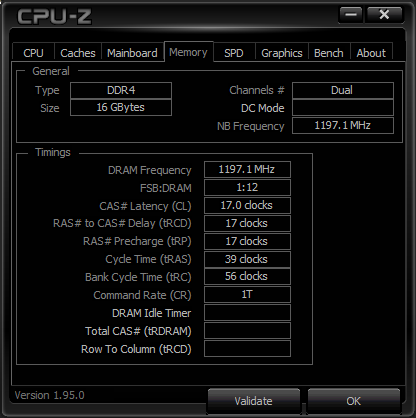 CPU-Z
CPU Caches Mainboard Memory SPD Graphics Bench About
General
Type DDR4 Channels # Dual
Size 16 GBytes DC Mode
NB Frequency 1197.1 MHz
Timings
DRAM Frequency 1197.1 MHz
FSB:DRAM 1:12
CAS# Latency (CL) 17.0 clocks
RAS# to CAS# Delay (tRCD) 17 clocks
RAS# Precharge (tRP) 17 clocks
Cycle Time (tRAS) 39 clocks
Bank Cycle Time (tRC) 56 clocks
Command Rate (CR) 1T
DRAM Idle Timer
Total CAS# (tRDRAM)
Row To Column (tRCD)
Version 1.95.0 Validate OK